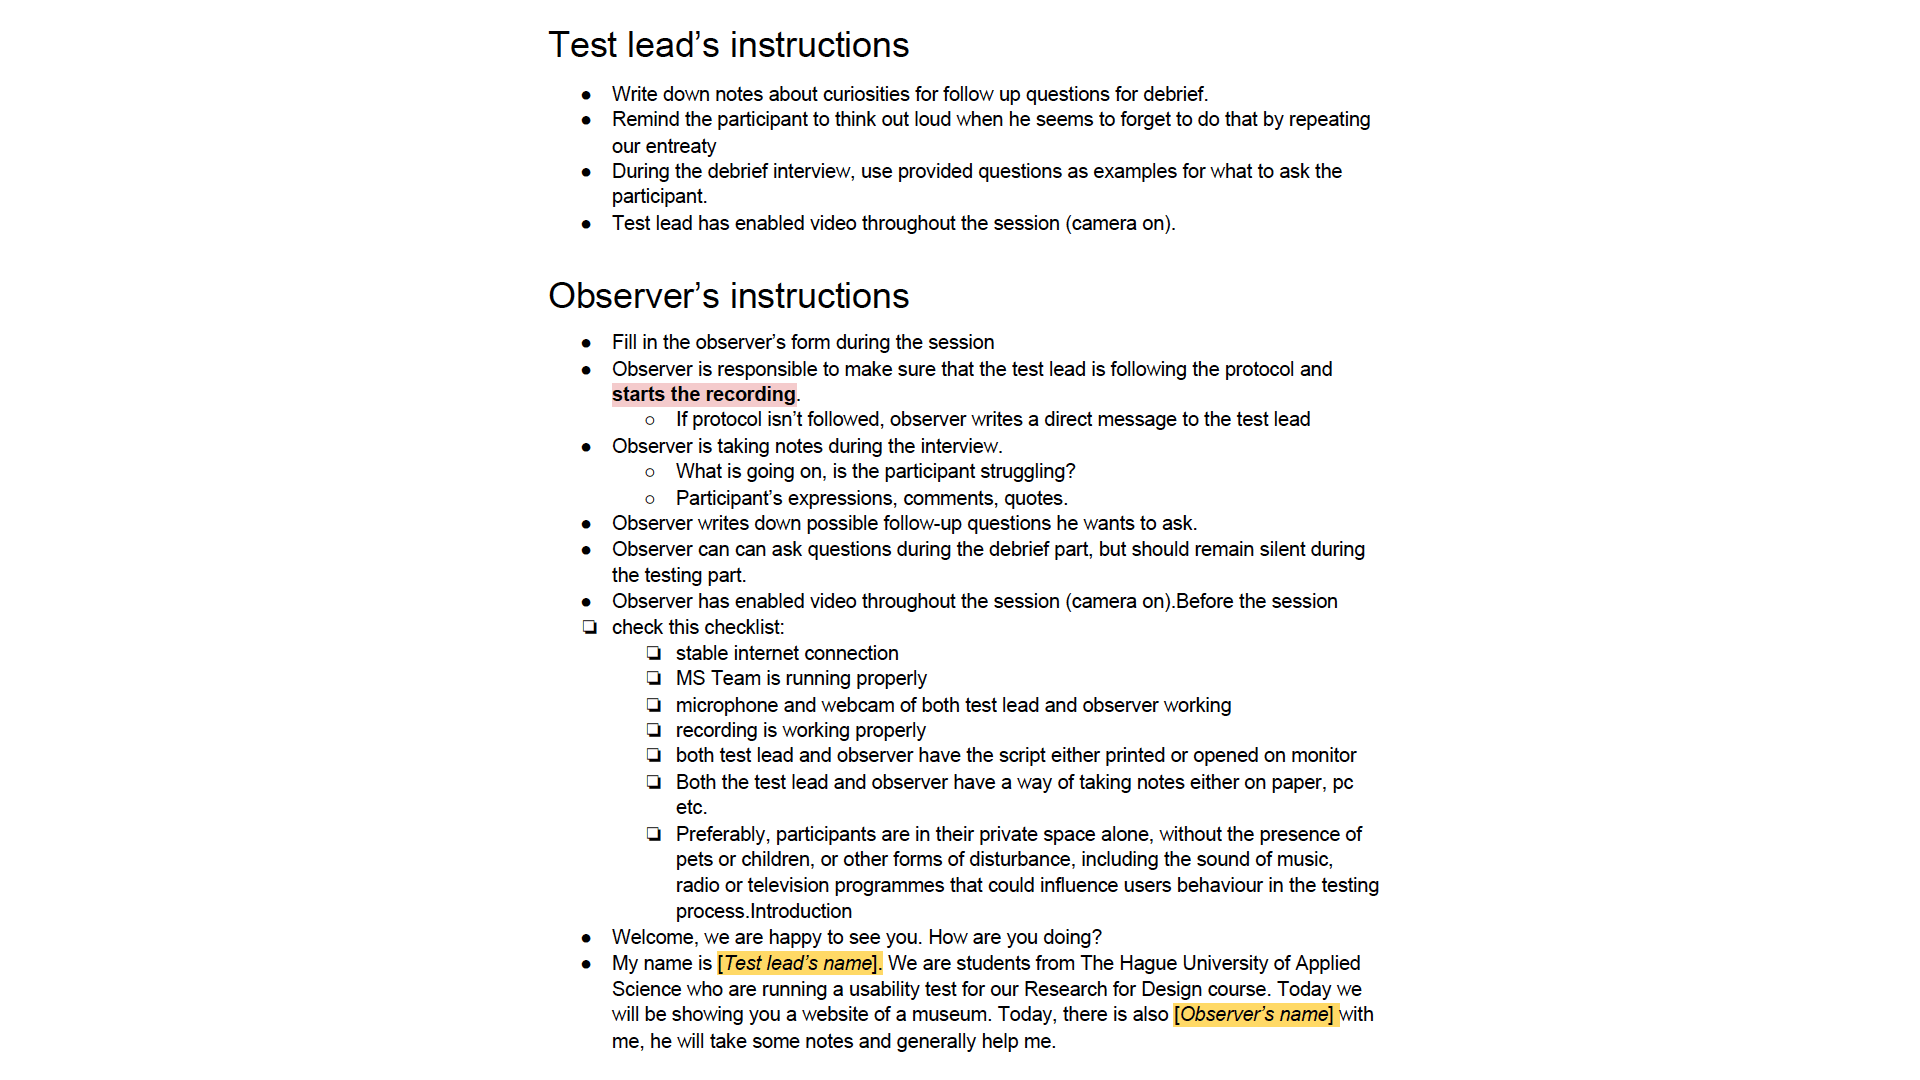 Test lead’s instructions
● Write down notes about curiosities for follow up questions for debrief.
● Remind the participant to think out loud when he seems to forget to do that by repeating
our entreaty
● During the debrief interview, use provided questions as examples for what to ask the
participant.
● Test lead has enabled video throughout the session (camera on).
Observer’s instructions
● Fill in the observer’s form during the session
● Observer is responsible to make sure that the test lead is following the protocol and
starts the recording.
○ If protocol isn’t followed, observer writes a direct message to the test lead
● Observer is taking notes during the interview.
○ What is going on, is the participant struggling?
○ Participant’s expressions, comments, quotes.
● Observer writes down possible follow-up questions he wants to ask.
● Observer can can ask questions during the debrief part, but should remain silent during
the testing part.
● Observer has enabled video throughout the session (camera on).Before the session
❏ check this checklist:
❏ stable internet connection
❏ MS Team is running properly
❏ microphone and webcam of both test lead and observer working
❏ recording is working properly
❏ both test lead and observer have the script either printed or opened on monitor
❏ Both the test lead and observer have a way of taking notes either on paper, pc
etc.
❏ Preferably, participants are in their private space alone, without the presence of
pets or children, or other forms of disturbance, including the sound of music,
radio or television programmes that could influence users behaviour in the testing
process.Introduction
● Welcome, we are happy to see you. How are you doing?
● My name is [Test lead’s name]. We are students from The Hague University of Applied
Science who are running a usability test for our Research for Design course. Today we
will be showing you a website of a museum. Today, there is also [Observer’s name] with
me, he will take some notes and generally help me.